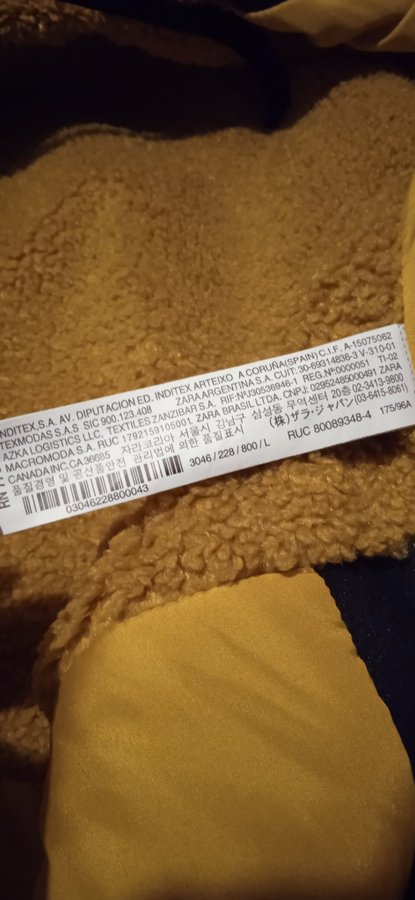 INDITEX.S.A. AV. DIPUTACION ED. INDITEX ARTEIXO A CORUÑA(SPAIN) C.I.F. A-15075062
TEXMODAS S.A.S SIC 900,123.408 ZARA ARGENTINA S.A. CUIT: 30-69314836-3 V-310-01
AZKA LOGISTICS LLC, TEXTILES ZANZIBAR S.A. RIF:NºJ30536946-1 REG.Nº0000051 TI-02
MACROMODA S.A. RUC 1792159105001. ZARA BRASIL LTDA. CNPJ: 02952485000491 ZARA
CANADA INC.CA36085 자라코리아 서울시 강남구 삼성동 무역센터 20층 02-3413-9800
품질경영 및 공산품안전 관리법에 의한 품질표시 (株)ザラ・ジャパン (03-6415-8061)
3046 / 228 / 800 / L RUC 80089348-4 175/96A
03046228800043
RN